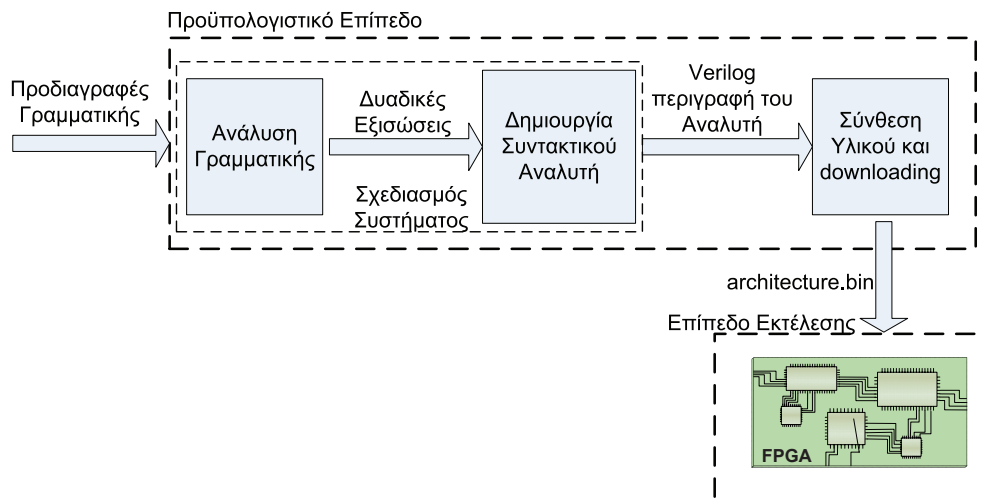 Προϋπολογιστικό Επίπεδο
Προδιαγραφές
Γραμματικής
Ανάλυση
Γραμματικής
Δυαδικές
Εξισώσεις
Σχεδιασμός
Συστήματος
Δημιουργία
Συντακτικού
Αναλυτή
Verilog
περιγραφή του
Αναλυτή
Σύνθεση
Υλικού και
downloading
architecture.bin
Επίπεδο Εκτέλεσης
FPGA